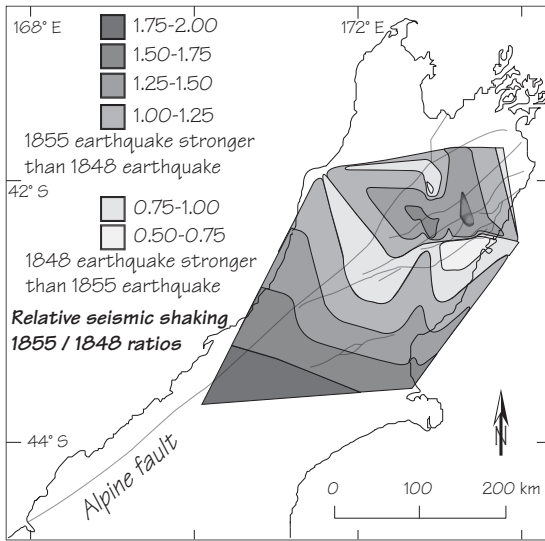 168° E
172° E
1.75-2.00
1.50-1.75
1.25-1.50
1.00-1.25
1855 earthquake stronger
than 1848 earthquake
42° S
0.75-1.00
0.50-0.75
1848 earthquake stronger
than 1855 earthquake
Relative seismic shaking
1855 / 1848 ratios
44° S
Alpine fault
N
0 100 200 km